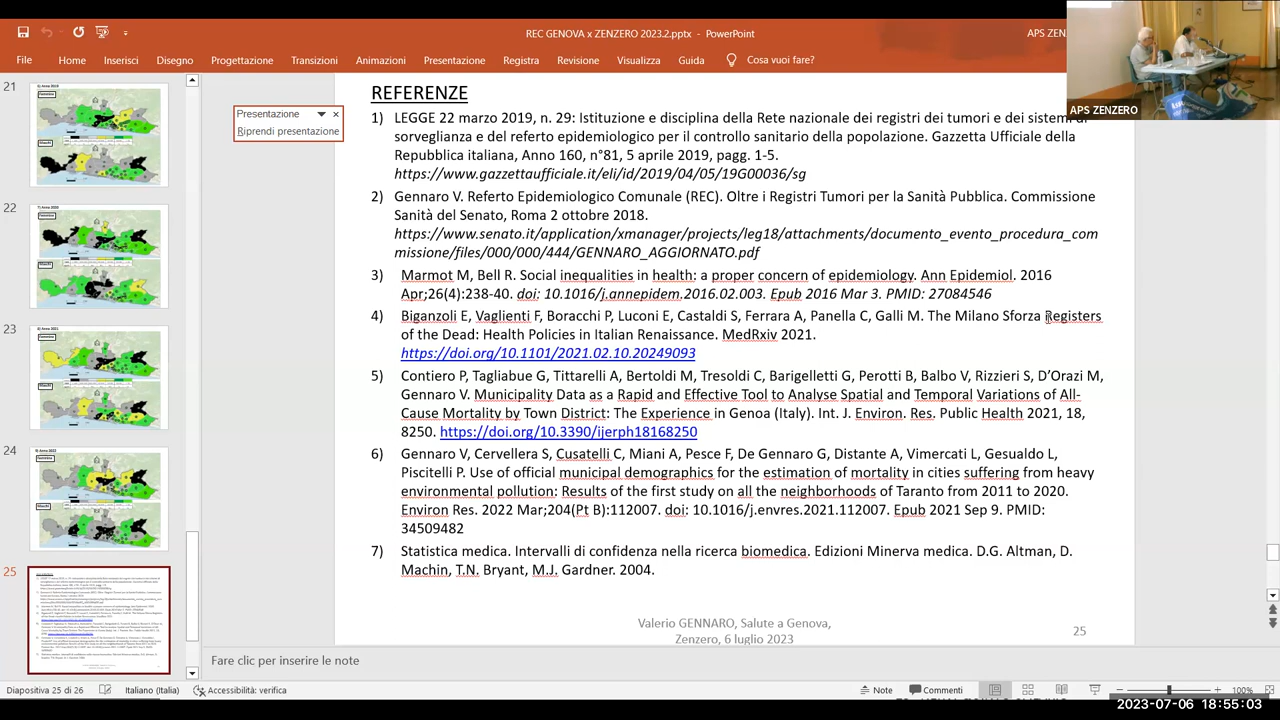 REC GENOVA x ZENZERO 2023.2.pptx - PowerPoint
APS ZEN
File Home Inserisci Disegno Progettazione Transizioni Animazioni Presentazione Registra Revisione Visualizza Guida Cosa vuoi fare?
APS ZENZERO
Presentazione
Riprendi presentazione
21
22
23
24
25
REFERENZE
1) LEGGE 22 marzo 2019, n. 29: Istituzione e disciplina della Rete nazionale dei registri dei tumori e dei sistemi di
sorveglianza e del referto epidemiologico per il controllo sanitario della popolazione. Gazzetta Ufficiale della
Repubblica italiana, Anno 160, n°81, 5 aprile 2019, pagg. 1-5.
https://www.gazzettaufficiale.it/eli/id/2019/04/05/19G00036/sg
2) Gennaro V. Referto Epidemiologico Comunale (REC). Oltre i Registri Tumori per la Sanità Pubblica. Commissione
Sanità del Senato, Roma 2 ottobre 2018.
https://www.senato.it/application/xmanager/projects/leg18/attachments/documento_evento_procedura_com
missione/files/000/000/444/GENNARO_AGGIORNATO.pdf
3) Marmot M, Bell R. Social inequalities in health: a proper concern of epidemiology. Ann Epidemiol. 2016
Apr;26(4):238-40. doi: 10.1016/j.annepidem.2016.02.003. Epub 2016 Mar 3. PMID: 27084546
4) Biganzoli E, Vaglienti F, Boracchi P, Luconi E, Castaldi S, Ferrara A, Panella C, Galli M. The Milano Sforza Registers
of the Dead: Health Policies in Italian Renaissance. MedRxiv 2021.
https://doi.org/10.1101/2021.02.10.20249093
5) Contiero P, Tagliabue G, Tittarelli A, Bertoldi M, Tresoldi C, Barigelletti G, Perotti B, Balbo V, Rizzieri S, D’Orazi M,
Gennaro V. Municipality Data as a Rapid and Effective Tool to Analyse Spatial and Temporal Variations of All-
Cause Mortality by Town District: The Experience in Genoa (Italy). Int. J. Environ. Res. Public Health 2021, 18,
8250. https://doi.org/10.3390/ijerph18168250
6) Gennaro V, Cervellera S, Cusatelli C, Miani A, Pesce F, De Gennaro G, Distante A, Vimercati L, Gesualdo L,
Piscitelli P. Use of official municipal demographics for the estimation of mortality in cities suffering from heavy
environmental pollution: Results of the first study on all the neighborhoods of Taranto from 2011 to 2020.
Environ Res. 2022 Mar;204(Pt B):112007. doi: 10.1016/j.envres.2021.112007. Epub 2021 Sep 9. PMID:
34509482
7) Statistica medica. Intervalli di confidenza nella ricerca biomedica. Edizioni Minerva medica. D.G. Altman, D.
Machin, T.N. Bryant, M.J. Gardner. 2004.
Valerio GENNARO, Salute a Genova,
Zenzero, 6 luglio 2023
25
Fare clic per inserire le note
Diapositiva 25 di 26 Italiano (Italia) Accessibilità: verifica Note Commenti 100%
2023-07-06 18:55:03